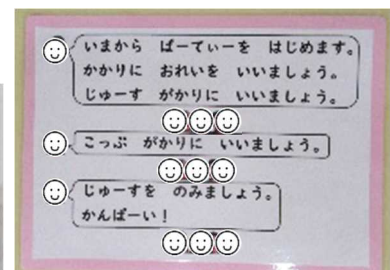 いまから ぱーてぃーを はじめます。
かかりに おれいを いいましょう。
じゅーす がかりに いいましょう。
こっぷ がかりに いいましょう。
じゅーすを のみましょう。
かんぱーい！